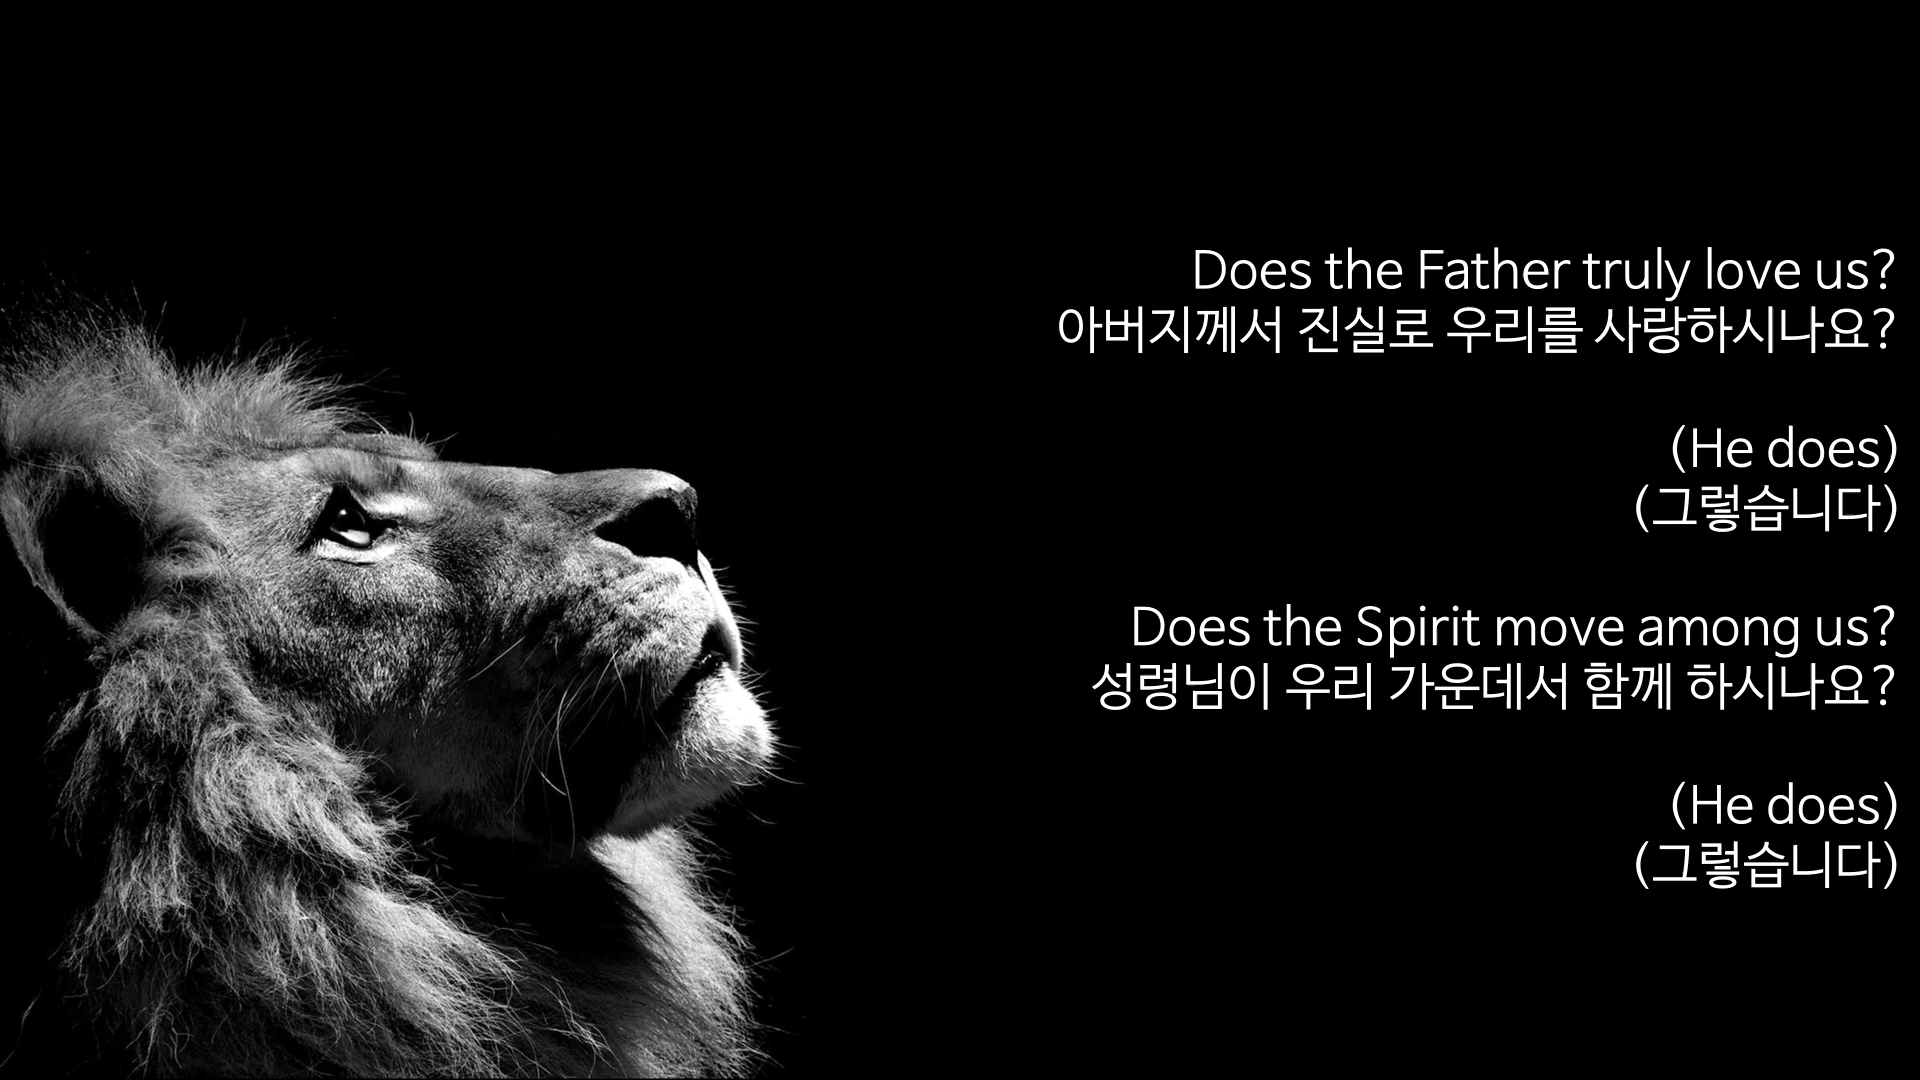 Does the Father truly love us?
아버지께서 진실로 우리를 사랑하시나요?
(He does)
(그렇습니다)
Does the Spirit move among us?
성령님이 우리 가운데서 함께 하시나요?
(He does)
(그렇습니다)